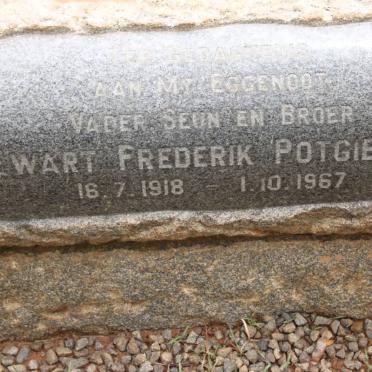 AAN MY EGGENOOT
VADER SEUN EN BROER
EWART FREDERIK POTGIE
16.7.1918 - 1.10.1967